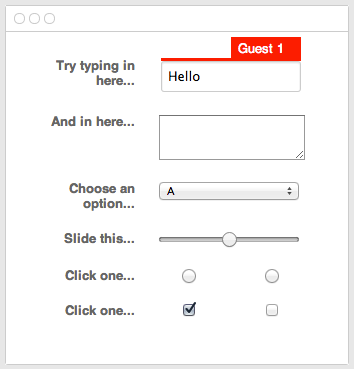 Guest 1
Try typing in
here...
Hello
And in here...
Choose an
option...
A
Slide this...
Click one...
Click one...